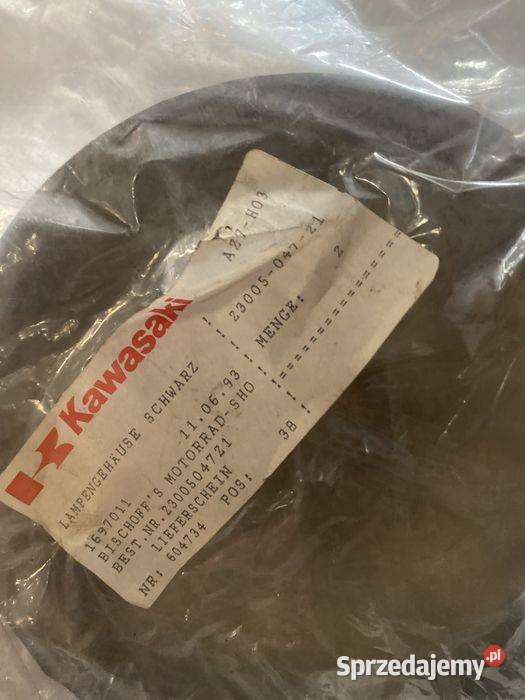 Kawasaki
A27-H03
LAMPENGEHÄUSE SCHWARZ ! 23005-047-21
1697011 11.06.93 ! MENGE: 2
BISCHOFF'S MOTORRAD-SHO !===============
BEST.NR.2300504721 !
LIEFERSCHEIN
NR: 604734 POS: 38 !
Sprzedajemy.pl